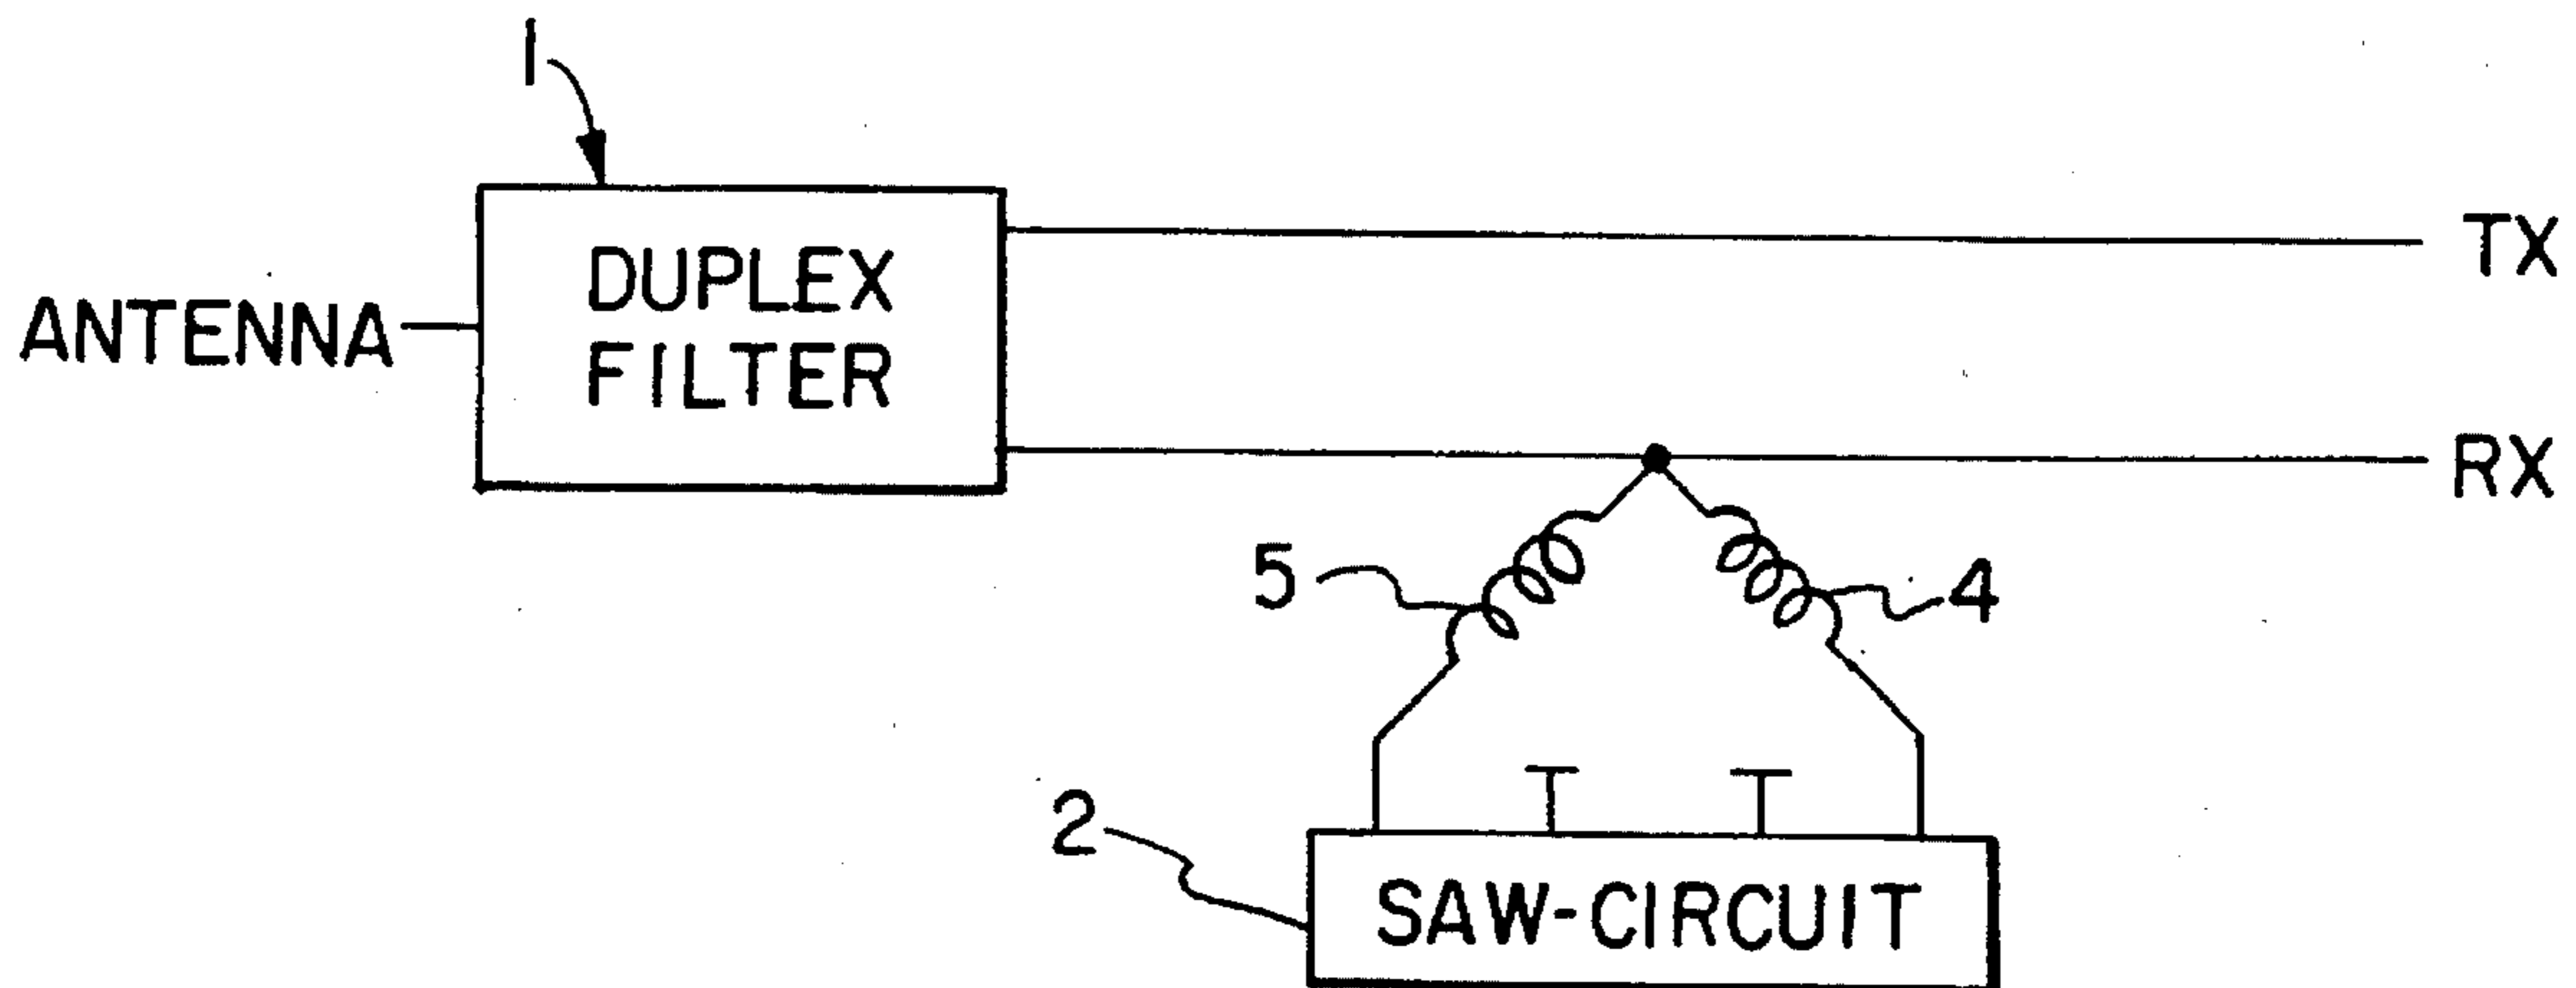 1
ANTENNA
DUPLEX
FILTER
TX
RX
5
4
2
SAW-CIRCUIT